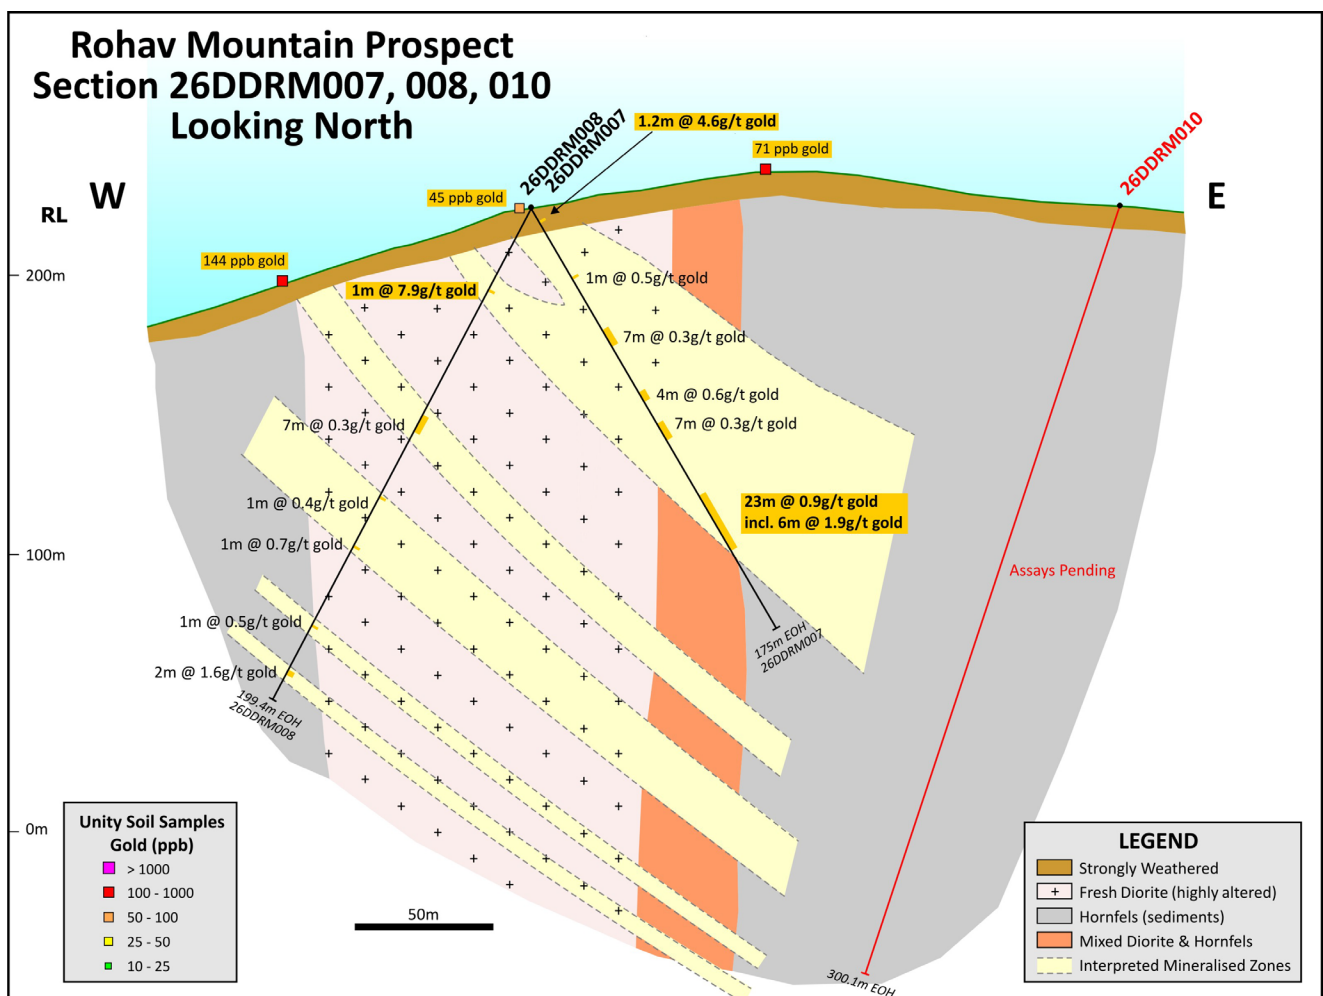 Rohav Mountain Prospect
Section 26DDRM007, 008, 010
Looking North
W
E
RL
26DDRM008
26DDRM007
26DDRM010
1.2m @ 4.6g/t gold
71 ppb gold
45 ppb gold
144 ppb gold
200m
1m @ 7.9g/t gold
1m @ 0.5g/t gold
7m @ 0.3g/t gold
4m @ 0.6g/t gold
7m @ 0.3g/t gold
7m @ 0.3g/t gold
1m @ 0.4g/t gold
23m @ 0.9g/t gold
incl. 6m @ 1.9g/t gold
1m @ 0.7g/t gold
100m
Assays Pending
1m @ 0.5g/t gold
175m EOH
26DDRM007
2m @ 1.6g/t gold
199.4m EOH
26DDRM008
0m
Unity Soil Samples
Gold (ppb)
> 1000
100 - 1000
50 - 100
25 - 50
10 - 25
50m
300.1m EOH
LEGEND
Strongly Weathered
Fresh Diorite (highly altered)
Hornfels (sediments)
Mixed Diorite & Hornfels
Interpreted Mineralised Zones